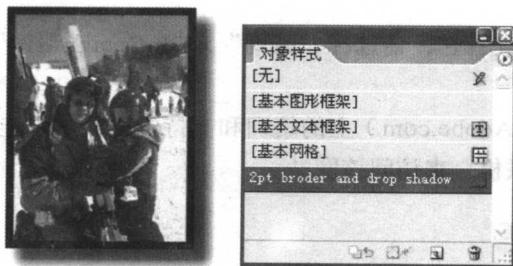 对象样式
[无]
[基本图形框架]
[基本文本框架]
[基本网格]
2pt broder and drop shadow